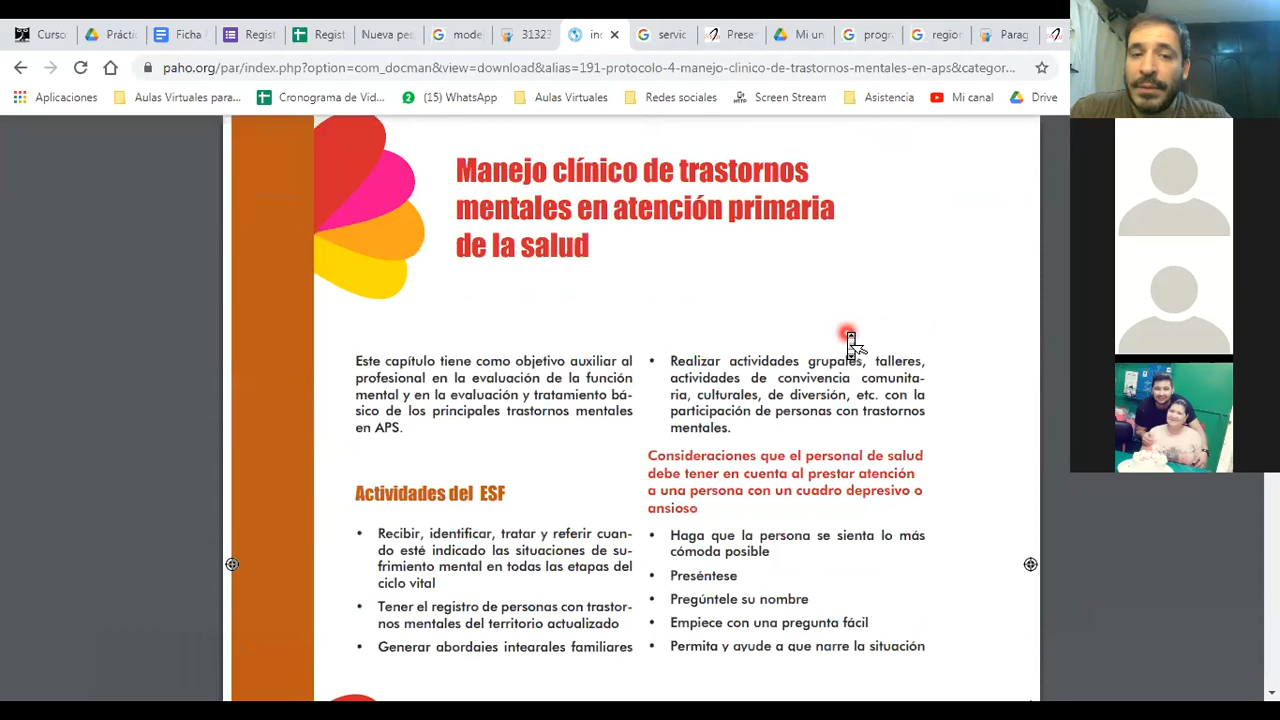 Curso
Práctic
Ficha
Registr
Registr
Nueva pes
mode
31323
inc
servic
Prese
Mi un
progr
region
Parag
paho.org/par/index.php?option=com_docman&view=download&alias=191-protocolo-4-manejo-clinico-de-trastornos-mentales-en-aps&categor...
Aplicaciones
Aulas Virtuales para...
Cronograma de Vid...
2
(15) WhatsApp
Aulas Virtuales
Redes sociales
HTTP
Screen Stream
Asistencia
Mi canal
Drive
Manejo clínico de trastornos
mentales en atención primaria
de la salud
Este capítulo tiene como objetivo auxiliar al
profesional en la evaluación de la función
mental y en la evaluación y tratamiento bá-
sico de los principales trastornos mentales
en APS.
Actividades del ESF
• Recibir, identificar, tratar y referir cuan-
do esté indicado las situaciones de su-
frimiento mental en todas las etapas del
ciclo vital
• Tener el registro de personas con trastor-
nos mentales del territorio actualizado
• Generar abordajes integrales familiares
• Realizar actividades grupales, talleres,
actividades de convivencia comunita-
ria, culturales, de diversión, etc. con la
participación de personas con trastornos
mentales.
Consideraciones que el personal de salud
debe tener en cuenta al prestar atención
a una persona con un cuadro depresivo o
ansioso
• Haga que la persona se sienta lo más
cómoda posible
• Preséntese
• Pregúntele su nombre
• Empiece con una pregunta fácil
• Permita y ayude a que narre la situación